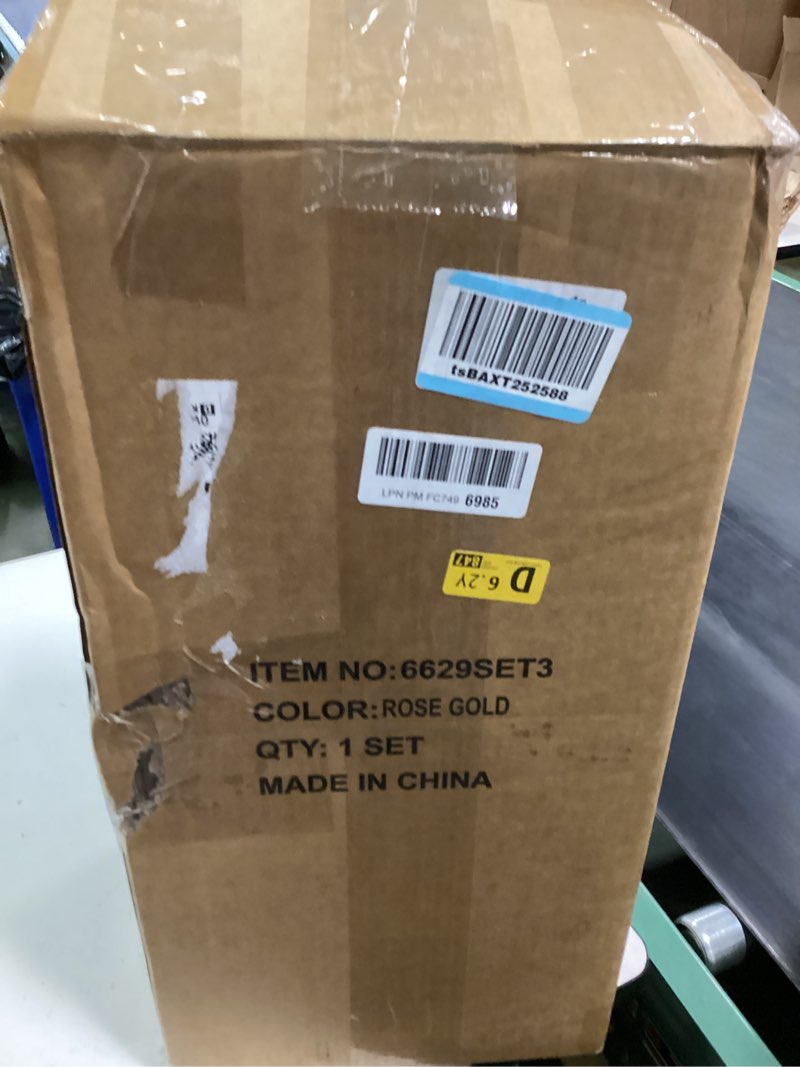 tsBAXT252588
LPN PM FC749 6985
D 6.2Y 847
ITEM NO:6629SET3
COLOR:ROSE GOLD
QTY: 1 SET
MADE IN CHINA